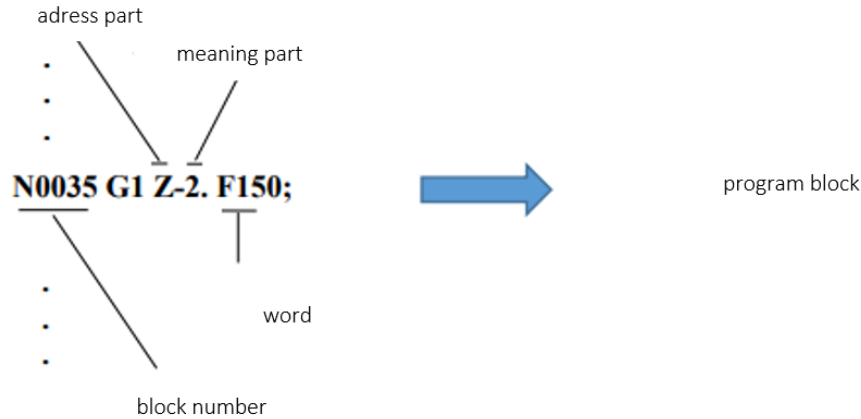 adress part
meaning part
N0035 G1 Z-2. F150;
program block
word
block number